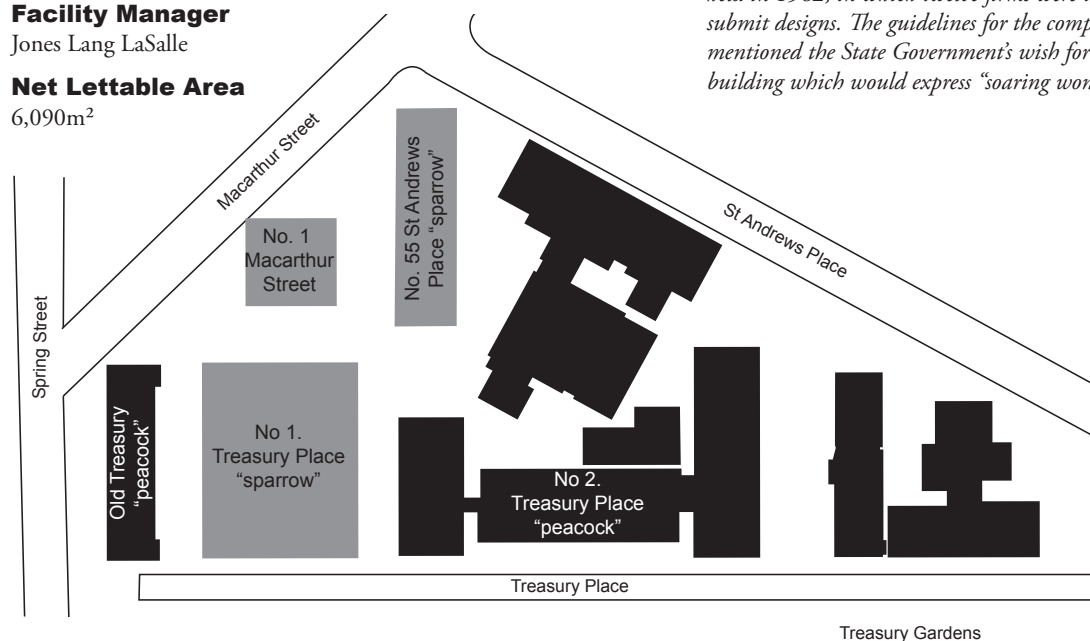 Facility Manager
Jones Lang LaSalle
Net Lettable Area
6,090m²
submit designs. The guidelines for the
mentioned the State Government’s wish for
building which would express “soaring
Macarthur Street
No. 1
Macarthur
Street
No. 55 St Andrews
Place “sparrow”
St Andrews Place
Spring Street
Old Treasury
“peacock”
No 1.
Treasury Place
“sparrow”
No 2.
Treasury Place
“peacock”
Treasury Place
Treasury Gardens